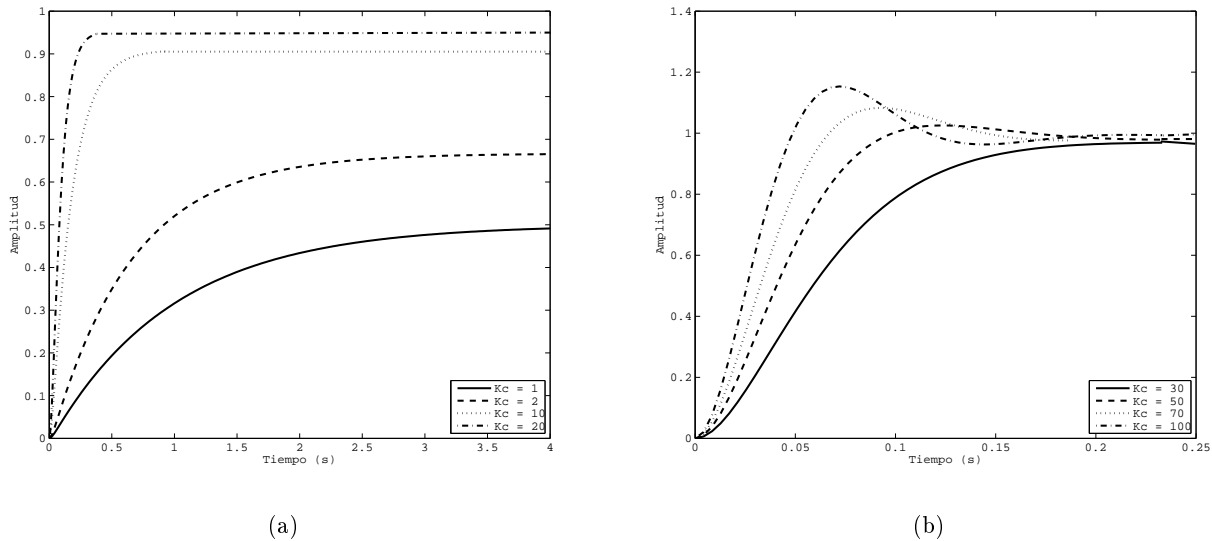 1
0.9
0.8
0.7
0.6
0.5
0.4
0.3
0.2
0.1
0
Amplitud
0 0.5 1 1.5 2 2.5 3 3.5 4
Tiempo (s)
Kc = 1
Kc = 2
Kc = 10
Kc = 20
(a)
1.4
1.2
1
0.8
0.6
0.4
0.2
0
Amplitud
0 0.05 0.1 0.15 0.2 0.25
Tiempo (s)
Kc = 30
Kc = 50
Kc = 70
Kc = 100
(b)